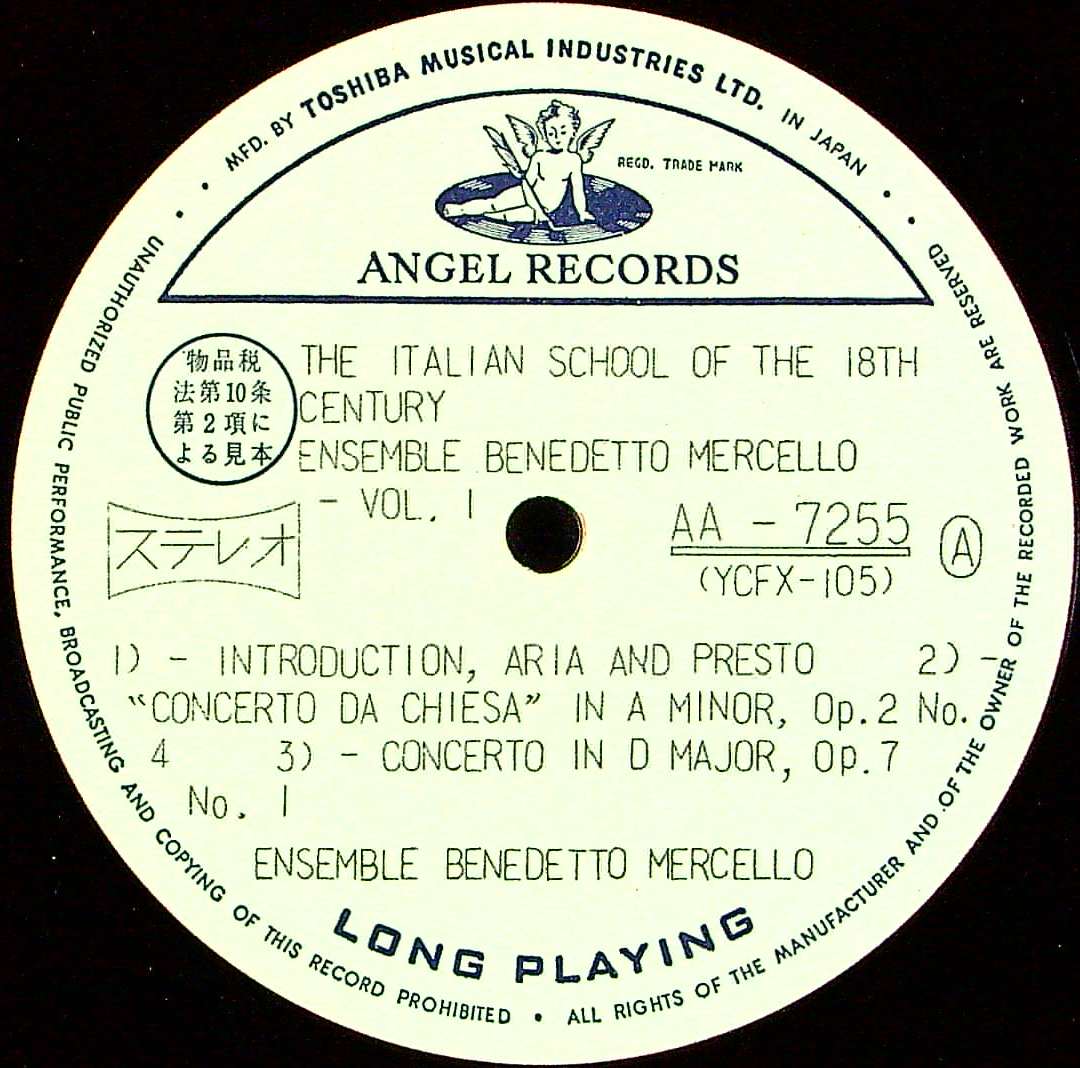 MFD. BY TOSHIBA MUSICAL INDUSTRIES LTD. IN JAPAN
REGD. TRADE MARK
ANGEL RECORDS
物品税
法第10条
第2項に
よる見本
THE ITALIAN SCHOOL OF THE 18TH
CENTURY
ENSEMBLE BENEDETTO MERCELLO
- VOL. 1
ステレオ
AA - 7255
(YCFX-105)
A
1) - INTRODUCTION, ARIA AND PRESTO 2) -
"CONCERTO DA CHIESA" IN A MINOR, Op.2 No.
4 3) - CONCERTO IN D MAJOR, Op.7
No. 1
ENSEMBLE BENEDETTO MERCELLO
LONG PLAYING
UNAUTHORIZED PUBLIC PERFORMANCE, BROADCASTING AND COPYING OF THIS RECORD PROHIBITED • ALL RIGHTS OF THE MANUFACTURER AND OF THE OWNER OF THE RECORDED WORK ARE RESERVED